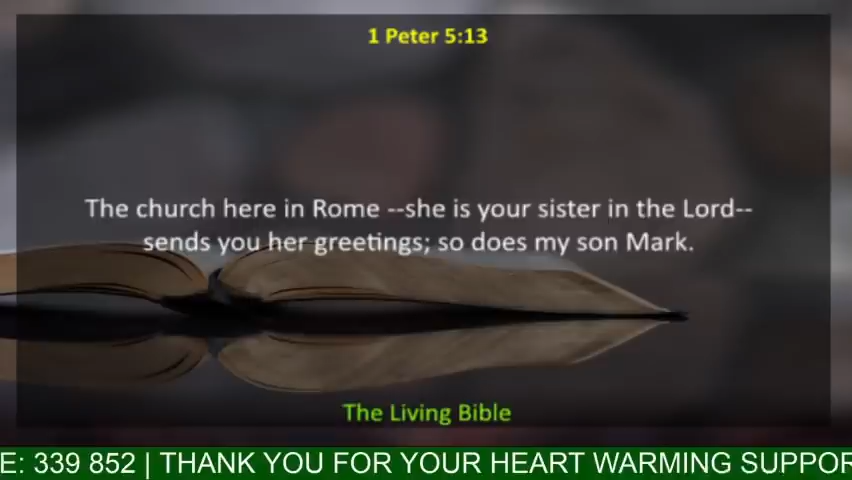 1 Peter 5:13
The church here in Rome --she is your sister in the Lord--
sends you her greetings; so does my son Mark.
The Living Bible
E: 339 852 | THANK YOU FOR YOUR HEART WARMING SUPPOR